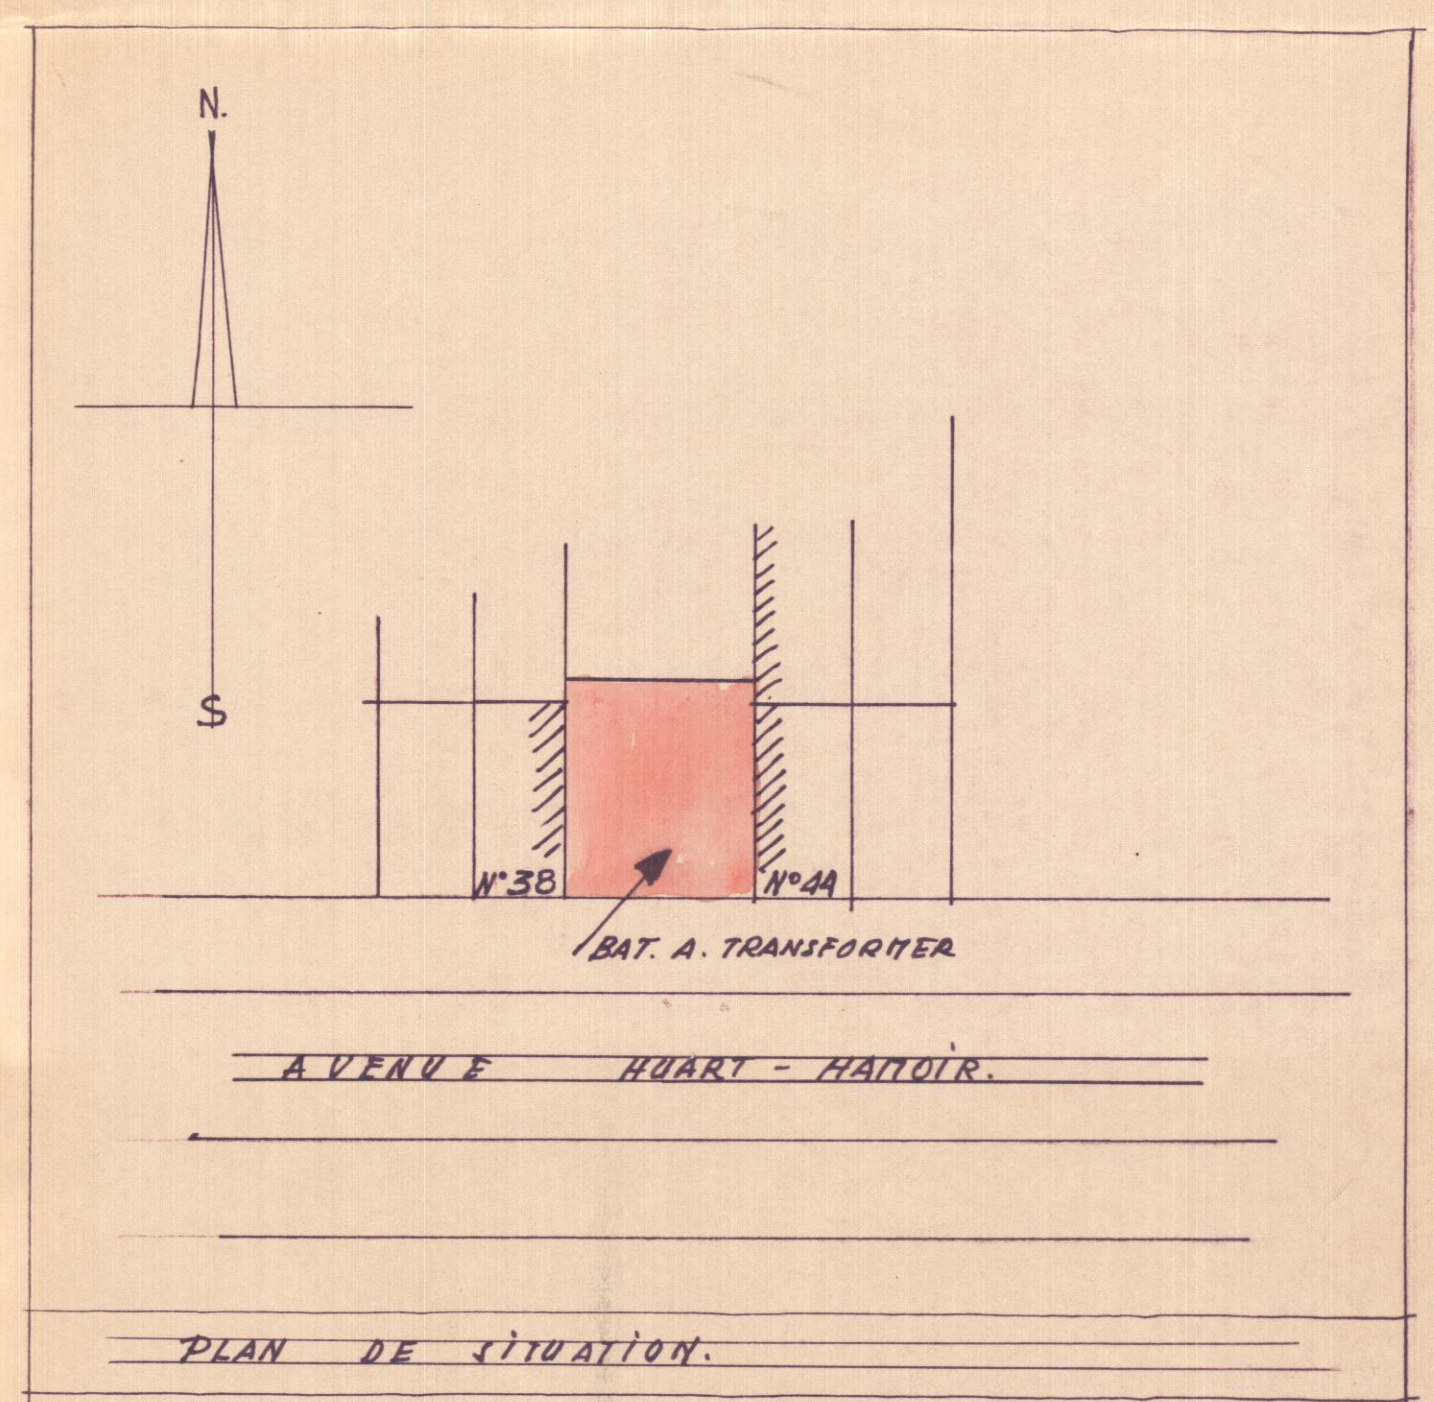 N.
S
N° 38
N° 44
BAT. A. TRANSFORMER
AVENUE HUART - HAMOIR.
PLAN DE SITUATION.